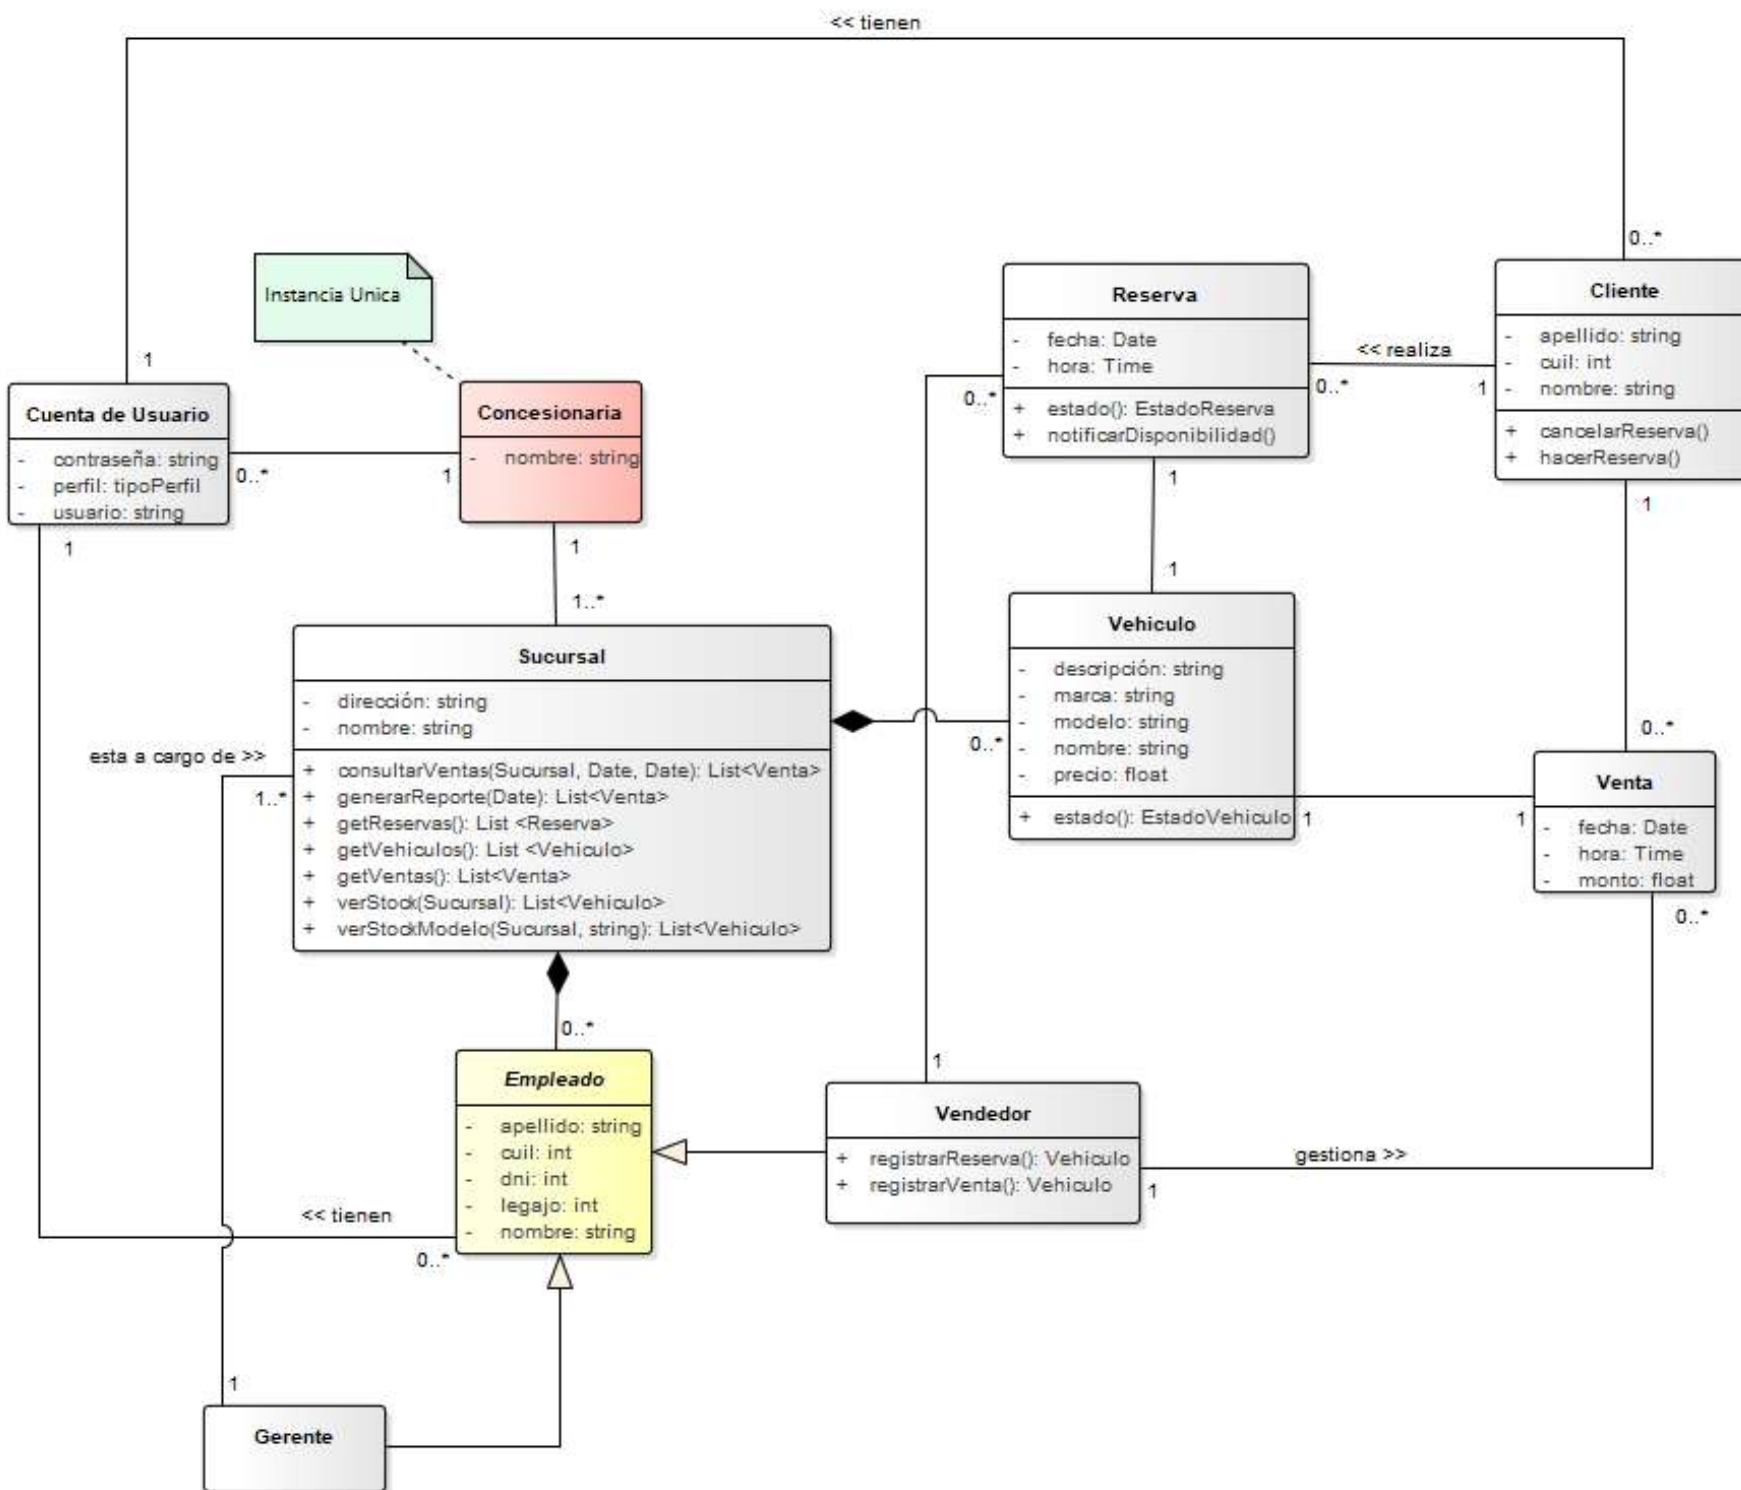 << tienen
0..*
Instancia Unica
1
Cuenta de Usuario
- contraseña: string
- perfil: tipoPerfil
- usuario: string
0..*
1
1
Concesionaria
- nombre: string
1
1..*
Reserva
- fecha: Date
- hora: Time
+ estado(): EstadoReserva
+ notificarDisponibilidad()
0..*
1
<< realiza
0..*
1
Cliente
- apellido: string
- cuil: int
- nombre: string
+ cancelarReserva()
+ hacerReserva()
1
0..*
Sucursal
- dirección: string
- nombre: string
+ consultarVentas(Sucursal, Date, Date): List<Venta>
+ generarReporte(Date): List<Venta>
+ getReservas(): List <Reserva>
+ getVehiculos(): List <Vehiculo>
+ getVentas(): List<Venta>
+ verStock(Sucursal): List<Vehiculo>
+ verStockModelo(Sucursal, string): List<Vehiculo>
esta a cargo de >>
1..*
0..*
1
Vehiculo
- descripción: string
- marca: string
- modelo: string
- nombre: string
- precio: float
+ estado(): EstadoVehiculo
0..*
1
1
Venta
- fecha: Date
- hora: Time
- monto: float
0..*
Empleado
- apellido: string
- cuil: int
- dni: int
- legajo: int
- nombre: string
<< tienen
0..*
1
Vendedor
+ registrarReserva(): Vehiculo
+ registrarVenta(): Vehiculo
1
gestiona >>
1
Gerente